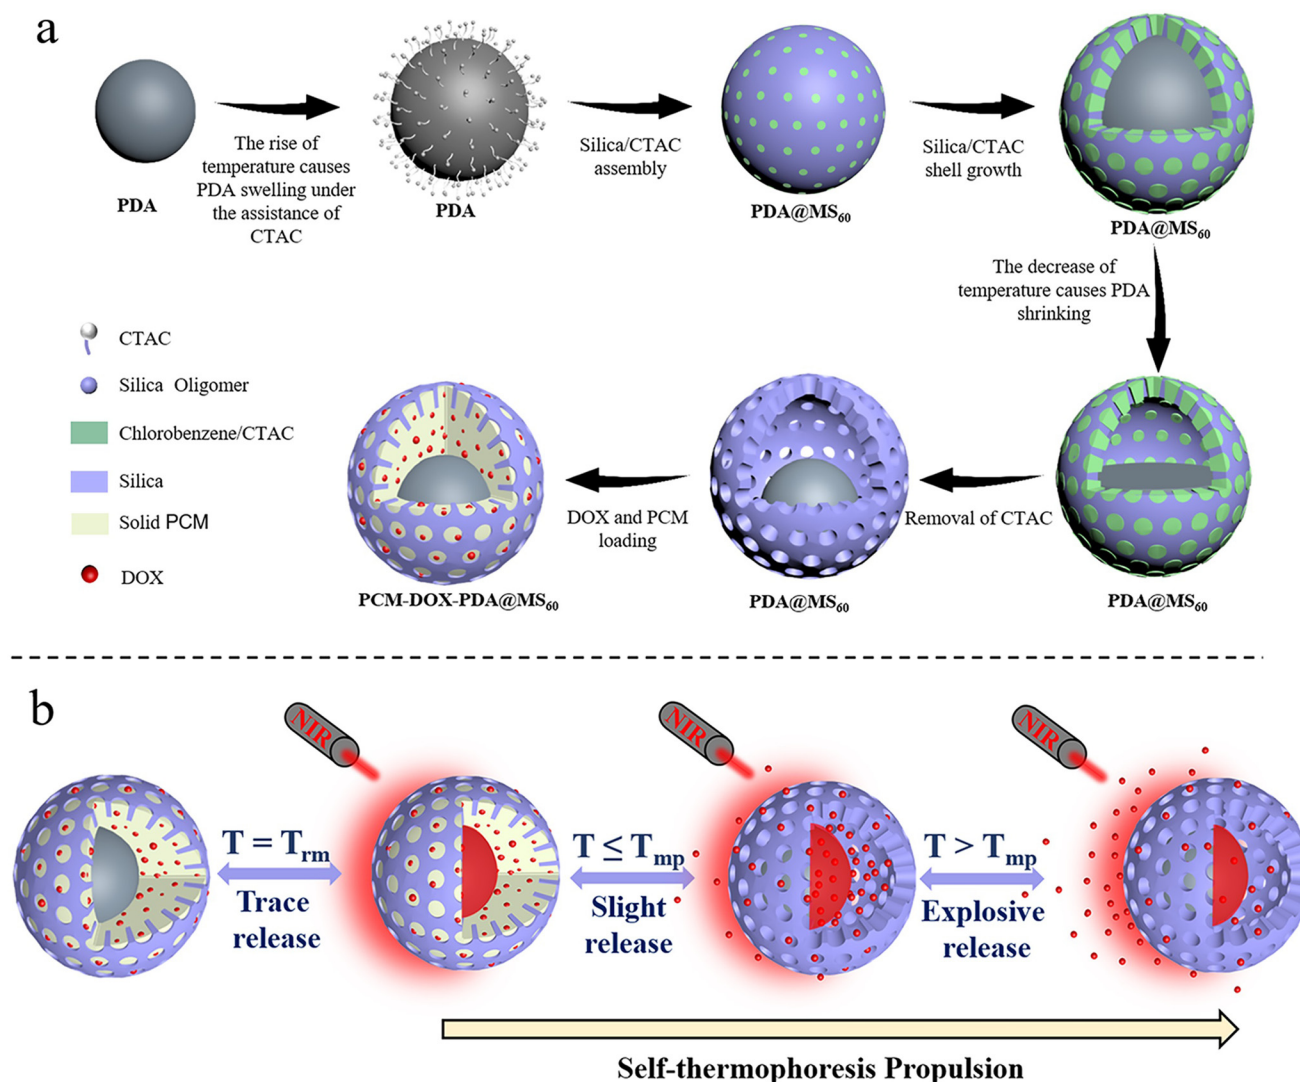 a
PDA
The rise of
temperature causes
PDA swelling under
the assistance of
CTAC
PDA
Silica/CTAC
assembly
PDA@MS60
Silica/CTAC
shell growth
PDA@MS60
The decrease of
temperature causes PDA
shrinking
PDA@MS60
Removal of CTAC
PDA@MS60
DOX and PCM
loading
PCM-DOX-PDA@MS60
CTAC
Silica Oligomer
Chlorobenzene/CTAC
Silica
Solid PCM
DOX
b
NIR
NIR
NIR
T = Trm
Trace
release
T ≤ Tmp
Slight
release
T > Tmp
Explosive
release
Self-thermophoresis Propulsion